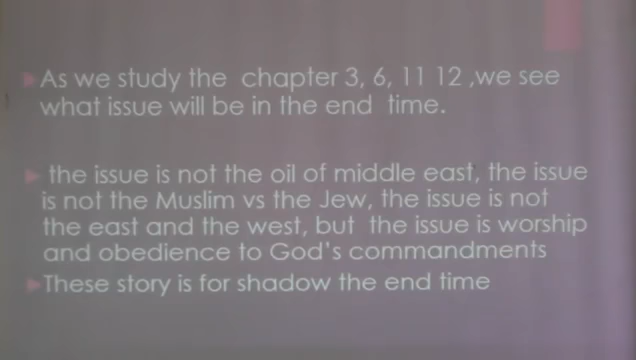 As we study the chapter 3, 6, 11 12 ,we see
what issue will be in the end time.
the issue is not the oil of middle east, the issue
is not the Muslim vs the Jew, the issue is not
the east and the west, but the issue is worship
and obedience to God's commandments
These story is for shadow the end time